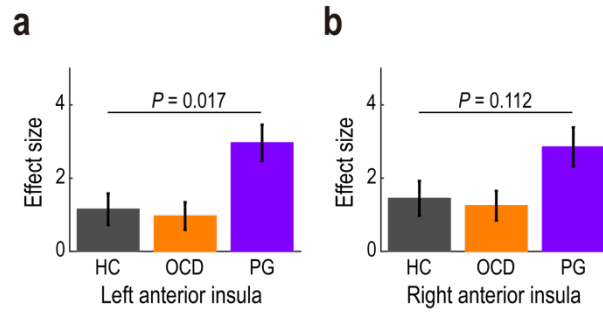 a
P = 0.017
4
2
0
Effect size
HC OCD PG
Left anterior insula
b
P = 0.112
4
2
0
Effect size
HC OCD PG
Right anterior insula